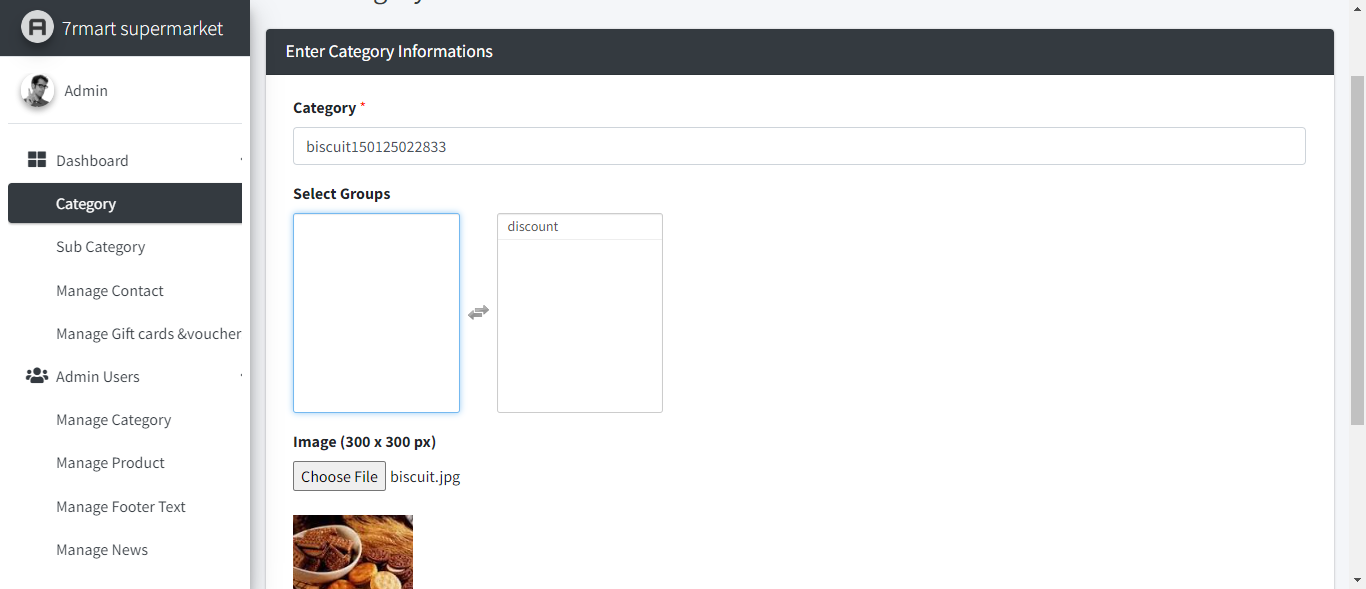 7rmart supermarket
Admin
Dashboard
Category
Sub Category
Manage Contact
Manage Gift cards &voucher
Admin Users
Manage Category
Manage Product
Manage Footer Text
Manage News
Enter Category Informations
Category *
biscuit150125022833
Select Groups
discount
Image (300 x 300 px)
Choose File biscuit.jpg